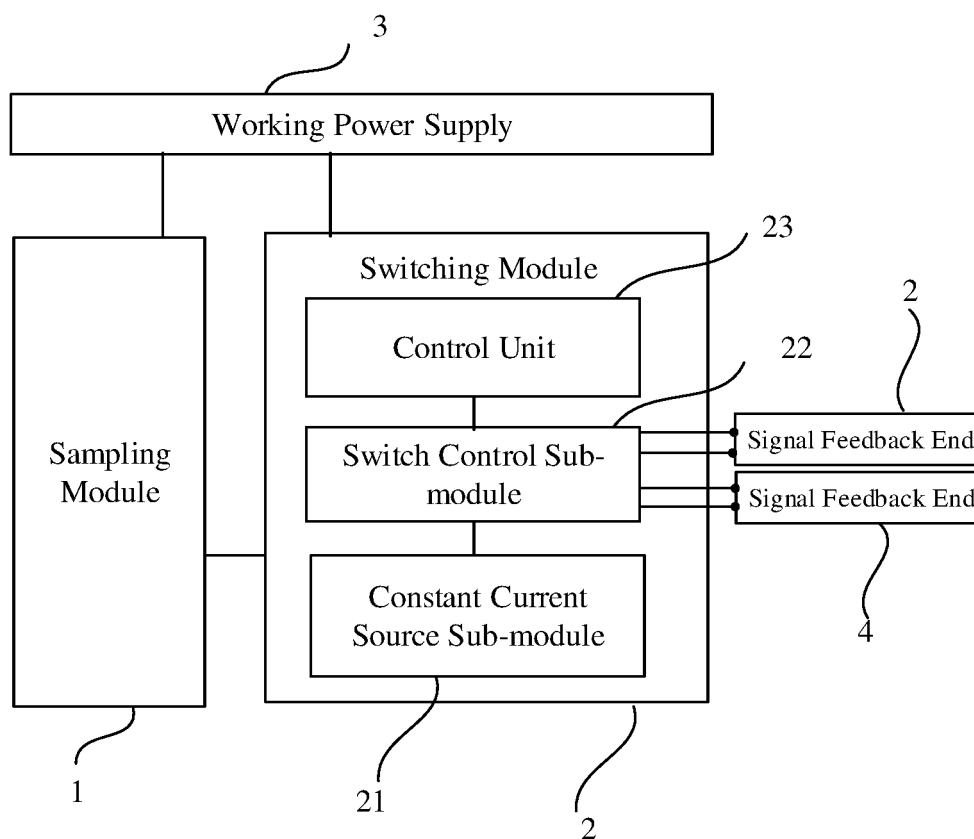 3
Working Power Supply
23
Switching Module
2
Control Unit
22
Sampling
Module
Switch Control Sub-
module
Signal Feedback End
Signal Feedback End
Constant Current
Source Sub-module
4
1
21
2